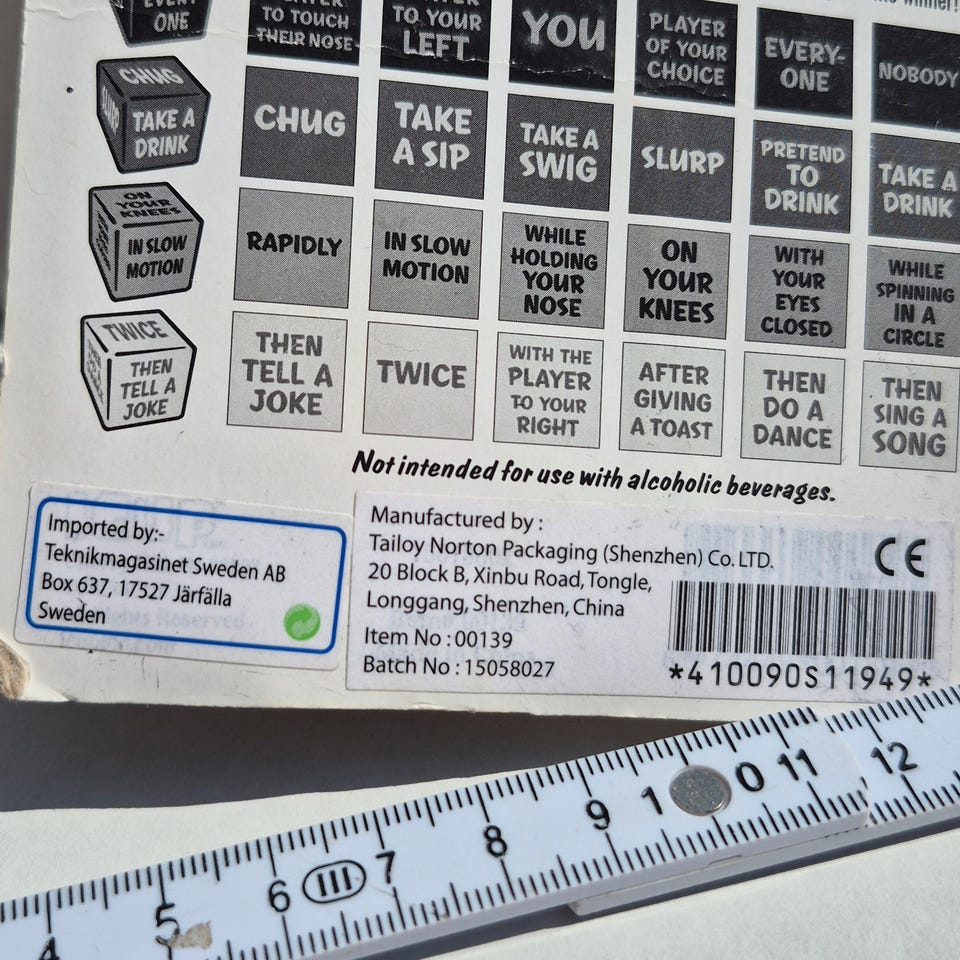 winner!
EVERY
ONE
TO TOUCH
THEIR NOSE
TO YOUR
LEFT
YOU
PLAYER
OF YOUR
CHOICE
EVERY-
ONE
NOBODY
CHUG
SLURP
TAKE A
DRINK
CHUG
TAKE
A SIP
TAKE A
SWIG
SLURP
PRETEND
TO
DRINK
TAKE A
DRINK
ON
YOUR
KNEES
IN SLOW
MOTION
RAPIDLY
IN SLOW
MOTION
WHILE
HOLDING
YOUR
NOSE
ON
YOUR
KNEES
WITH
YOUR
EYES
CLOSED
WHILE
SPINNING
IN A
CIRCLE
TWICE
THEN
TELL A
JOKE
THEN
TELL A
JOKE
TWICE
WITH THE
PLAYER
TO YOUR
RIGHT
AFTER
GIVING
A TOAST
THEN
DO A
DANCE
THEN
SING A
SONG
Not intended for use with alcoholic beverages.
Imported by:-
Teknikmagasinet Sweden AB
Box 637, 17527 Järfälla
Sweden
Manufactured by :
Tailoy Norton Packaging (Shenzhen) Co. LTD.
20 Block B, Xinbu Road, Tongle,
Longgang, Shenzhen, China
Item No : 00139
Batch No : 15058027
CE
*410090S11949*
4 5 6 III 7 8 9 10 11 12